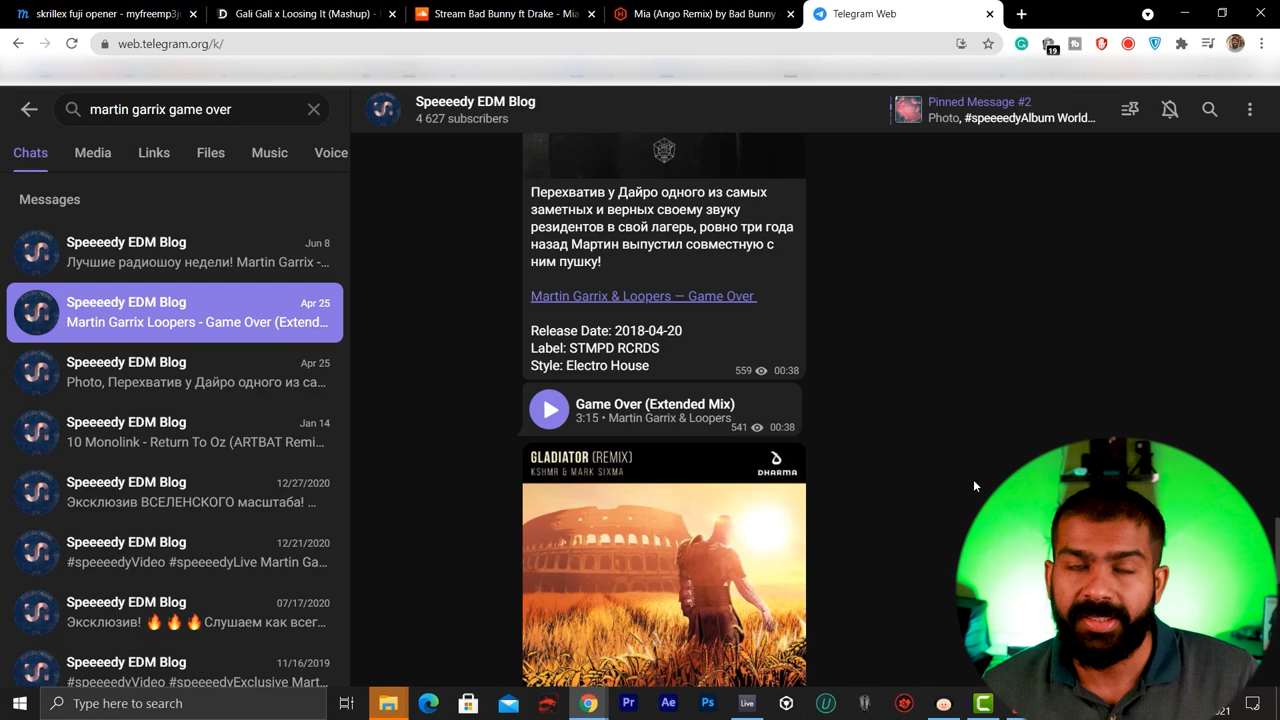 skrillex fuji opener - myfreemp3j
Gali Gali x Loosing It (Mashup) -
Stream Bad Bunny ft Drake - Mia
Mia (Ango Remix) by Bad Bunny
Telegram Web
web.telegram.org/k/
19
martin garrix game over
Chats
Media
Links
Files
Music
Voice
Messages
Speeeedy EDM Blog
Jun 8
Лучшие радиошоу недели! Martin Garrix -...
Speeeedy EDM Blog
Apr 25
Martin Garrix Loopers - Game Over (Extend...
Speeeedy EDM Blog
Apr 25
Photo, Перехватив у Дайро одного из са...
Speeeedy EDM Blog
Jan 14
10 Monolink - Return To Oz (ARTBAT Remi...
Speeeedy EDM Blog
12/27/2020
Эксклюзив ВСЕЛЕНСКОГО масштаба! ...
Speeeedy EDM Blog
12/21/2020
#speeeedyVideo #speeeedyLive Martin Ga...
Speeeedy EDM Blog
07/17/2020
Эксклюзив! 🔥🔥🔥Слушаем как всег...
Speeeedy EDM Blog
11/16/2019
#speeeedyVideo #speeeedyExclusive Mart...
Speeeedy EDM Blog
4 627 subscribers
Pinned Message #2
Photo, #speeeedyAlbum World...
Перехватив у Дайро одного из самых
заметных и верных своему звуку
резидентов в свой лагерь, ровно три года
назад Мартин выпустил совместную с
ним пушку!
Martin Garrix & Loopers — Game Over
Release Date: 2018-04-20
Label: STMPD RCRDS
Style: Electro House
559 00:38
Game Over (Extended Mix)
3:15 • Martin Garrix & Loopers
541 00:38
GLADIATOR (REMIX)
KSHMR & MARK SIXMA
DHARMA
Type here to search
Pr
Ae
Ps
Live